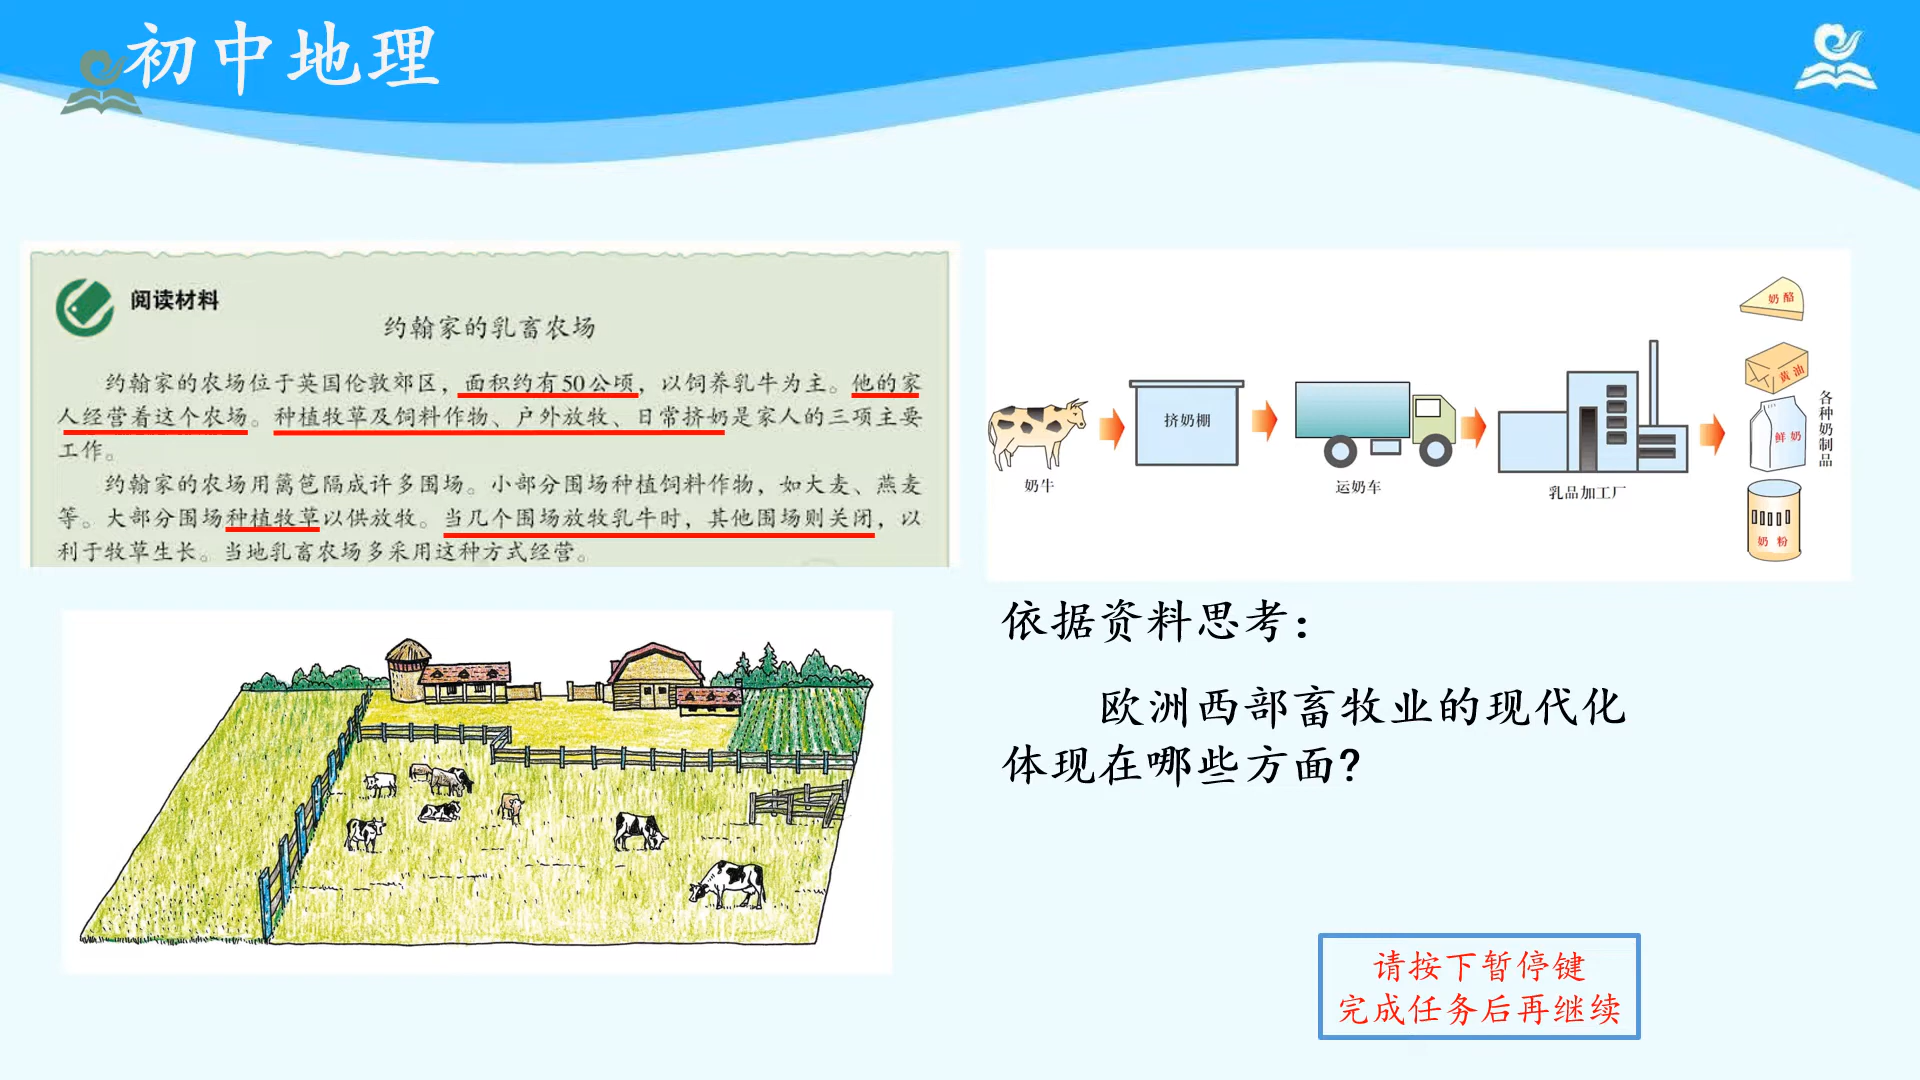 初中地理
阅读材料
约翰家的乳畜农场
约翰家的农场位于英国伦敦郊区，面积约有50公顷，以饲养乳牛为主。他的家
人经营着这个农场。种植牧草及饲料作物、户外放牧、日常挤奶是家人的三项主要
工作。
约翰家的农场用篱笆隔成许多围场。小部分围场种植饲料作物，如大麦、燕麦
等。大部分围场种植牧草以供放牧。当几个围场放牧乳牛时，其他围场则关闭，以
利于牧草生长。当地乳畜农场多采用这种方式经营。
奶牛
挤奶棚
运奶车
乳品加工厂
奶酪
黄油
鲜奶
奶粉
各种奶制品
依据资料思考：
欧洲西部畜牧业的现代化
体现在哪些方面?
请按下暂停键
完成任务后再继续